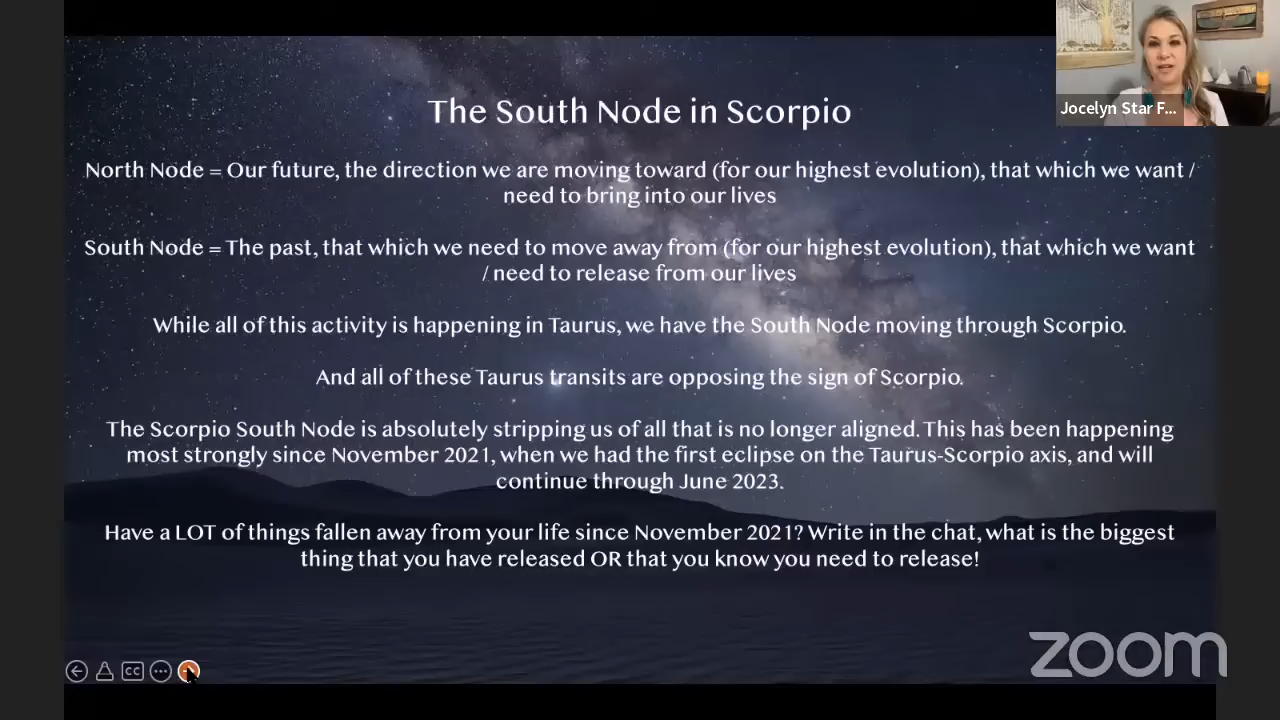 The South Node in Scorpio
Jocelyn Star F...
North Node = Our future, the direction we are moving toward (for our highest evolution), that which we want /
need to bring into our lives
South Node = The past, that which we need to move away from (for our highest evolution), that which we want
/ need to release from our lives
While all of this activity is happening in Taurus, we have the South Node moving through Scorpio.
And all of these Taurus transits are opposing the sign of Scorpio.
The Scorpio South Node is absolutely stripping us of all that is no longer aligned. This has been happening
most strongly since November 2021, when we had the first eclipse on the Taurus-Scorpio axis, and will
continue through June 2023.
Have a LOT of things fallen away from your life since November 2021? Write in the chat, what is the biggest
thing that you have released OR that you know you need to release!
CC
zoom